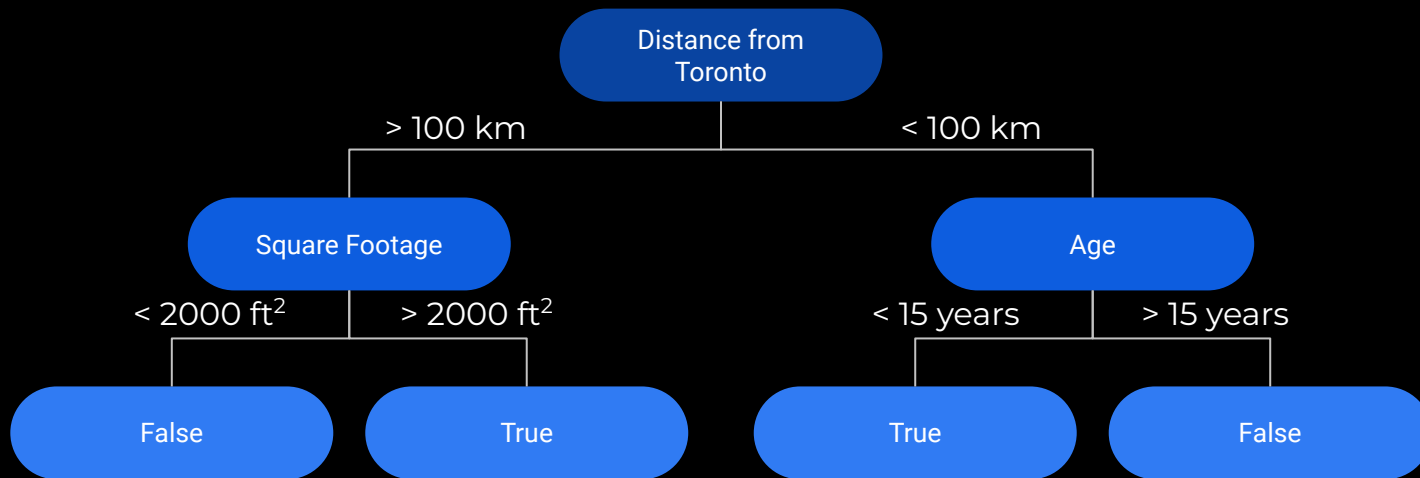 Distance from
Toronto
> 100 km
< 100 km
Square Footage
Age
< 2000 ft²
> 2000 ft²
< 15 years
> 15 years
False
True
True
False